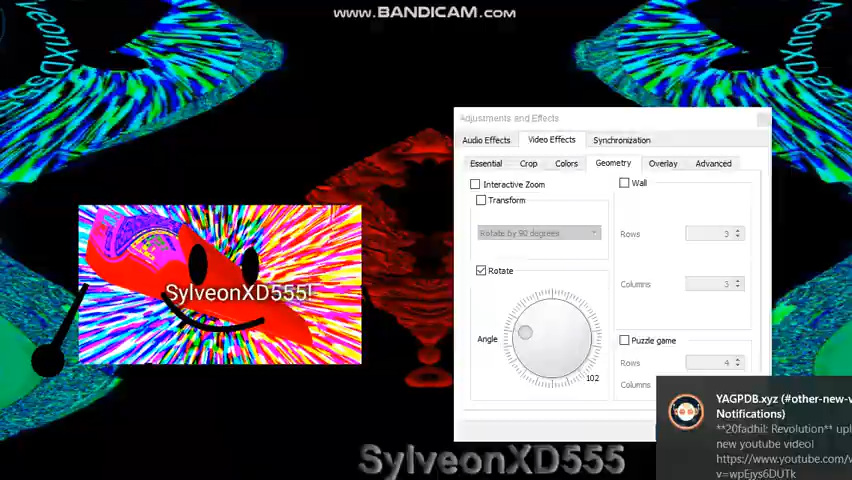 www.BANDICAM.com
SylveonXD555
Adjustments and Effects
Audio Effects
Video Effects
Synchronization
Essential
Crop
Colors
Geometry
Overlay
Advanced
Interactive Zoom
Transform
Rotate by 90 degrees
Rotate
Angle
102
Wall
Rows
3
Columns
3
Puzzle game
Rows
4
Columns
SylveonXD555!
YAGPDB.xyz (#other-new-v
Notifications)
**20fadhil: Revolution** upl
new youtube video!
https://www.youtube.com/v
v=wpEjys6DUTk
SylveonXD555